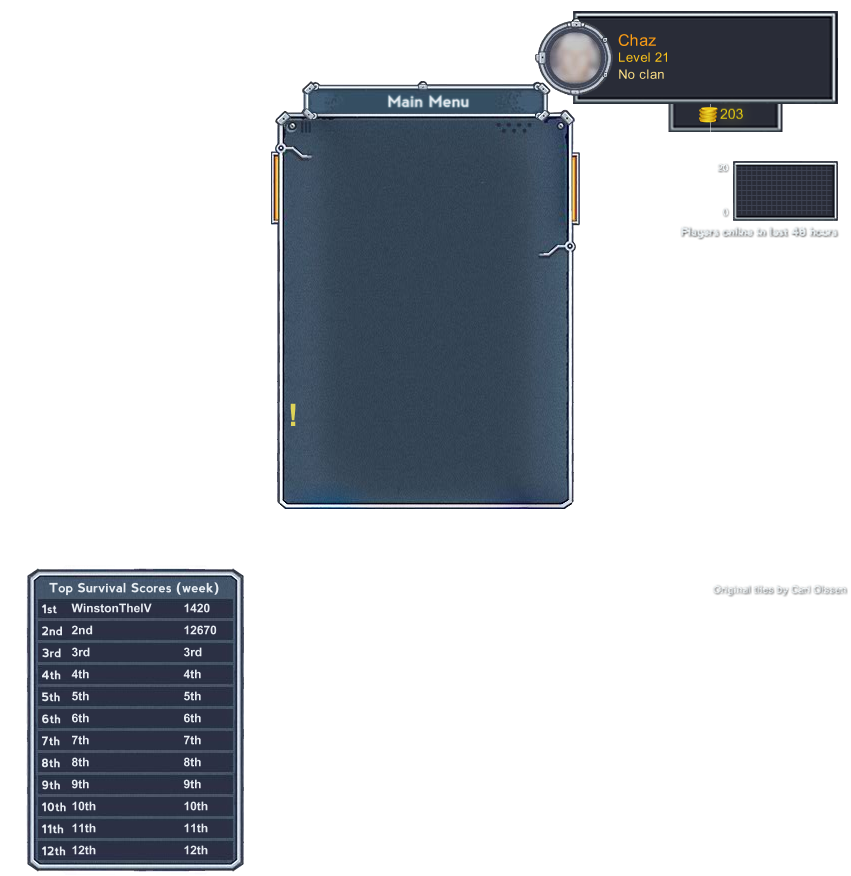 Chaz
Level 21
No clan
Main Menu
203
20
0
Players online in last 48 hours
!
Top Survival Scores (week)
1st WinstonTheIV 1420
2nd 2nd 12670
3rd 3rd 3rd
4th 4th 4th
5th 5th 5th
6th 6th 6th
7th 7th 7th
8th 8th 8th
9th 9th 9th
10th 10th 10th
11th 11th 11th
12th 12th 12th
Original tiles by Carl Olssen